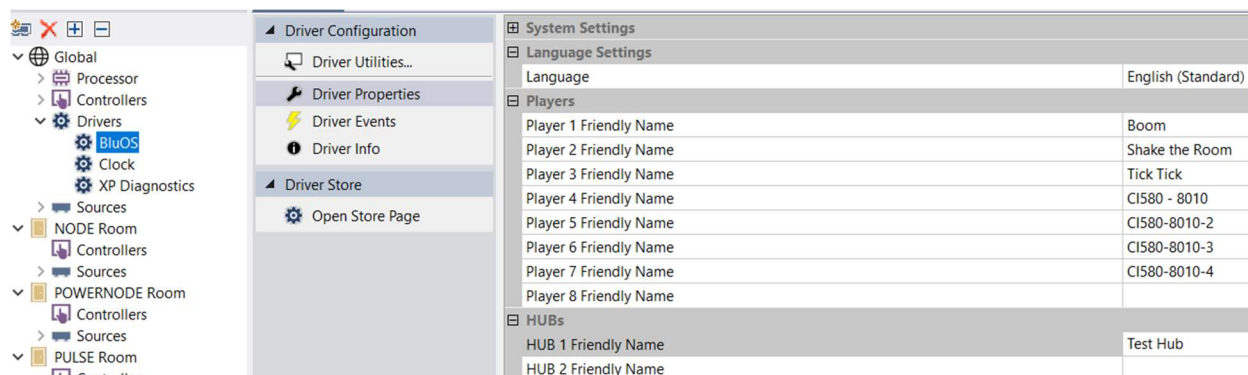 Global
Processor
Controllers
Drivers
BluOS
Clock
XP Diagnostics
Sources
NODE Room
Controllers
Sources
POWERNODE Room
Controllers
Sources
PULSE Room
Driver Configuration
Driver Utilities...
Driver Properties
Driver Events
Driver Info
Driver Store
Open Store Page
System Settings
Language Settings
Language English (Standard)
Players
Player 1 Friendly Name Boom
Player 2 Friendly Name Shake the Room
Player 3 Friendly Name Tick Tick
Player 4 Friendly Name CI580 - 8010
Player 5 Friendly Name CI580-8010-2
Player 6 Friendly Name CI580-8010-3
Player 7 Friendly Name CI580-8010-4
Player 8 Friendly Name
HUBs
HUB 1 Friendly Name Test Hub
HUB 2 Friendly Name